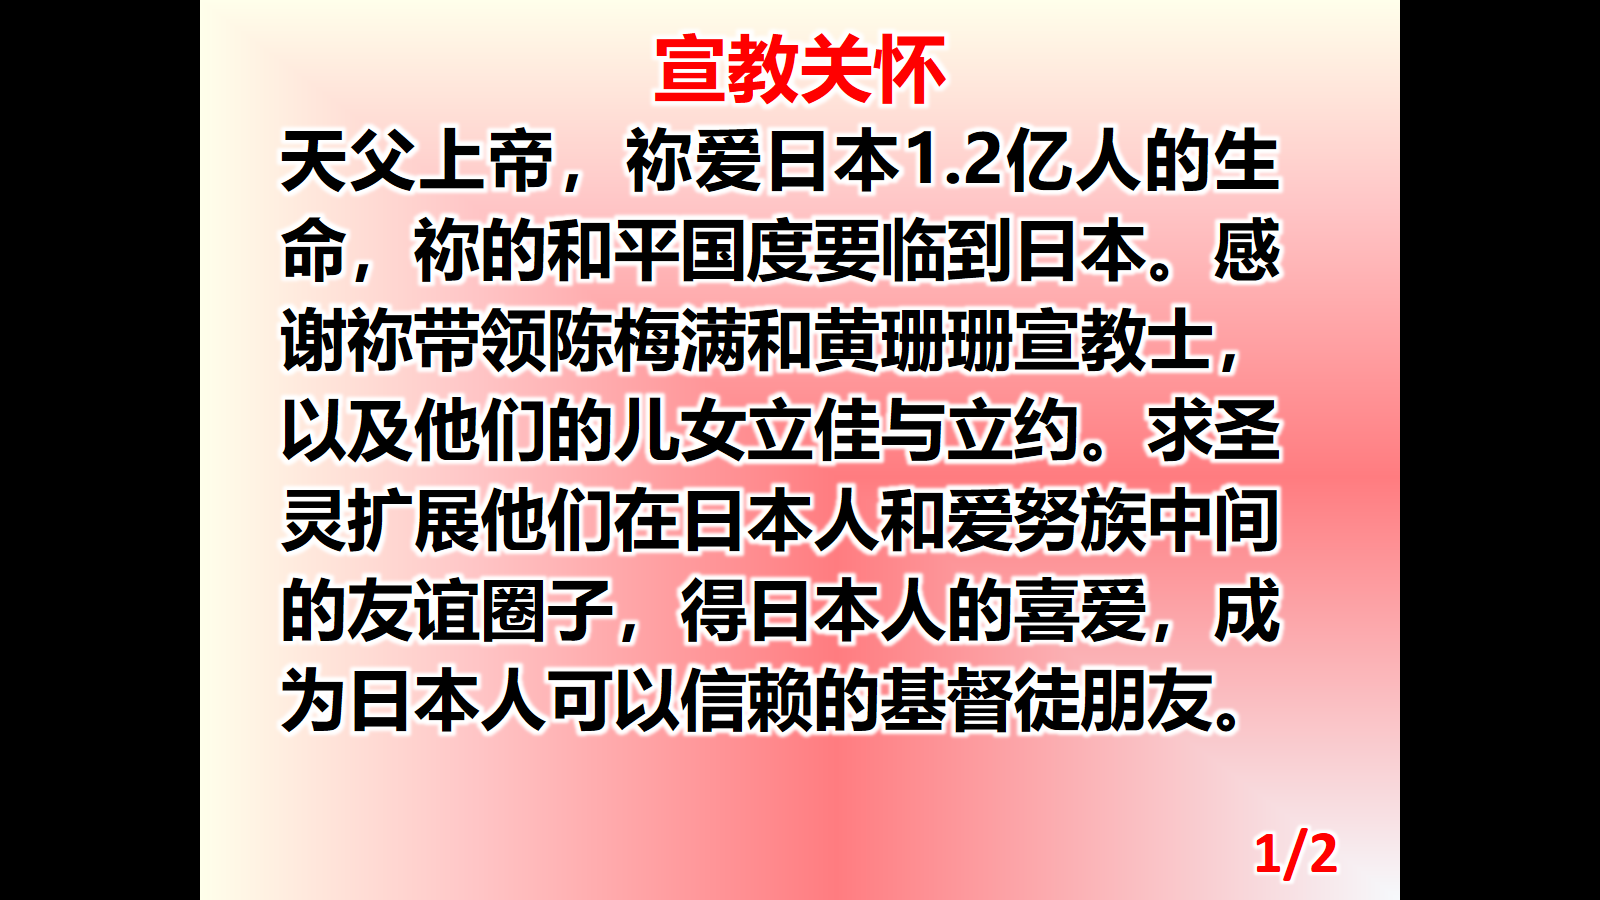 宣教关怀
天父上帝，祢爱日本1.2亿人的生
命，祢的和平国度要临到日本。感
谢祢带领陈梅满和黄珊珊宣教士，
以及他们的儿女立佳与立约。求圣
灵扩展他们在日本人和爱努族中间
的友谊圈子，得日本人的喜爱，成
为日本人可以信赖的基督徒朋友。
1/2